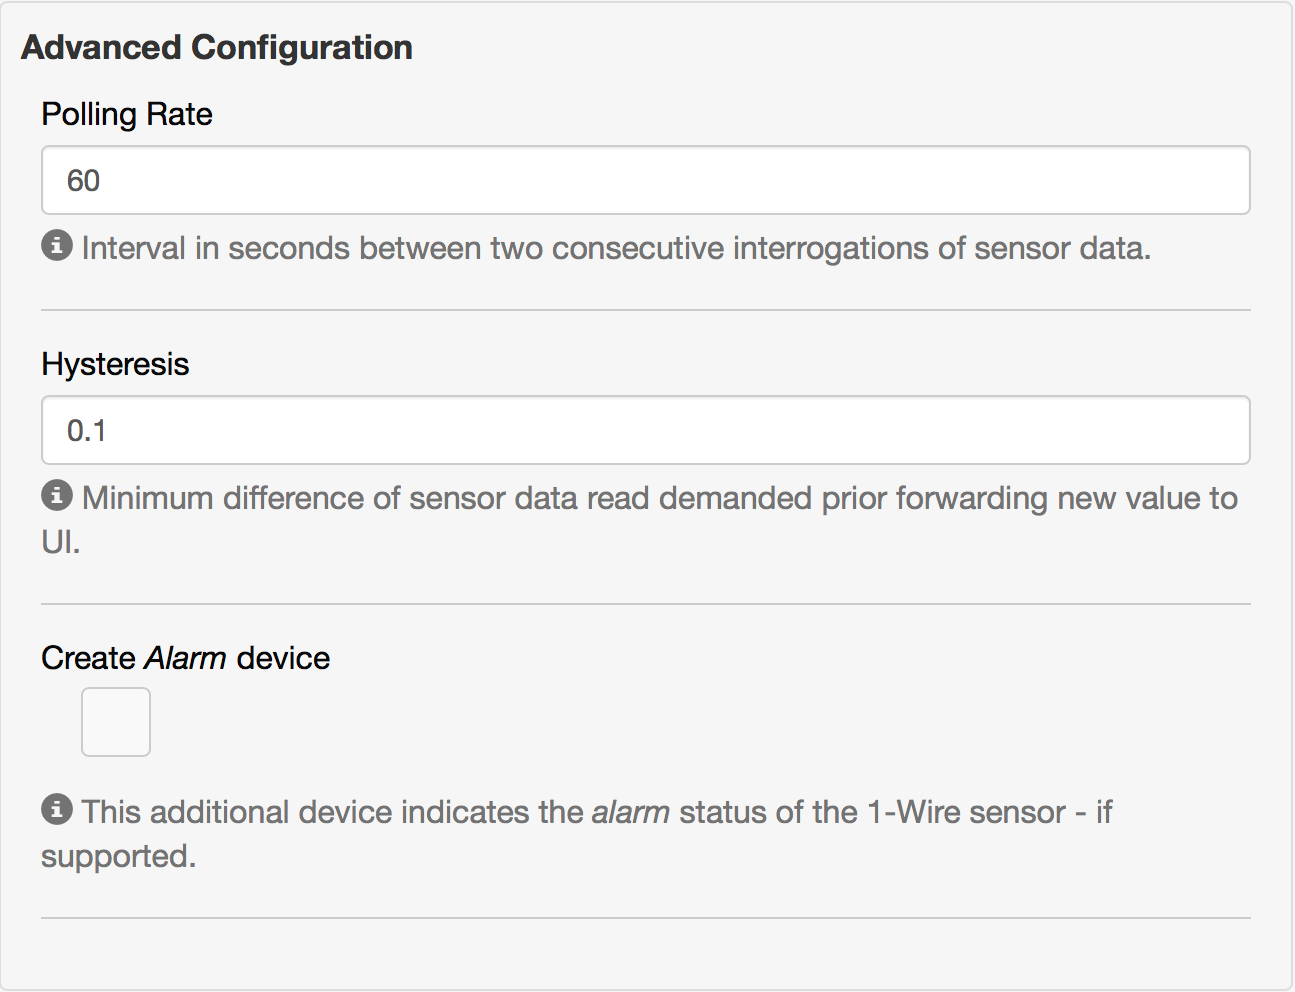 Advanced Configuration
Polling Rate
60
Interval in seconds between two consecutive interrogations of sensor data.
Hysteresis
0.1
Minimum difference of sensor data read demanded prior forwarding new value to
UI.
Create Alarm device
This additional device indicates the alarm status of the 1-Wire sensor - if
supported.